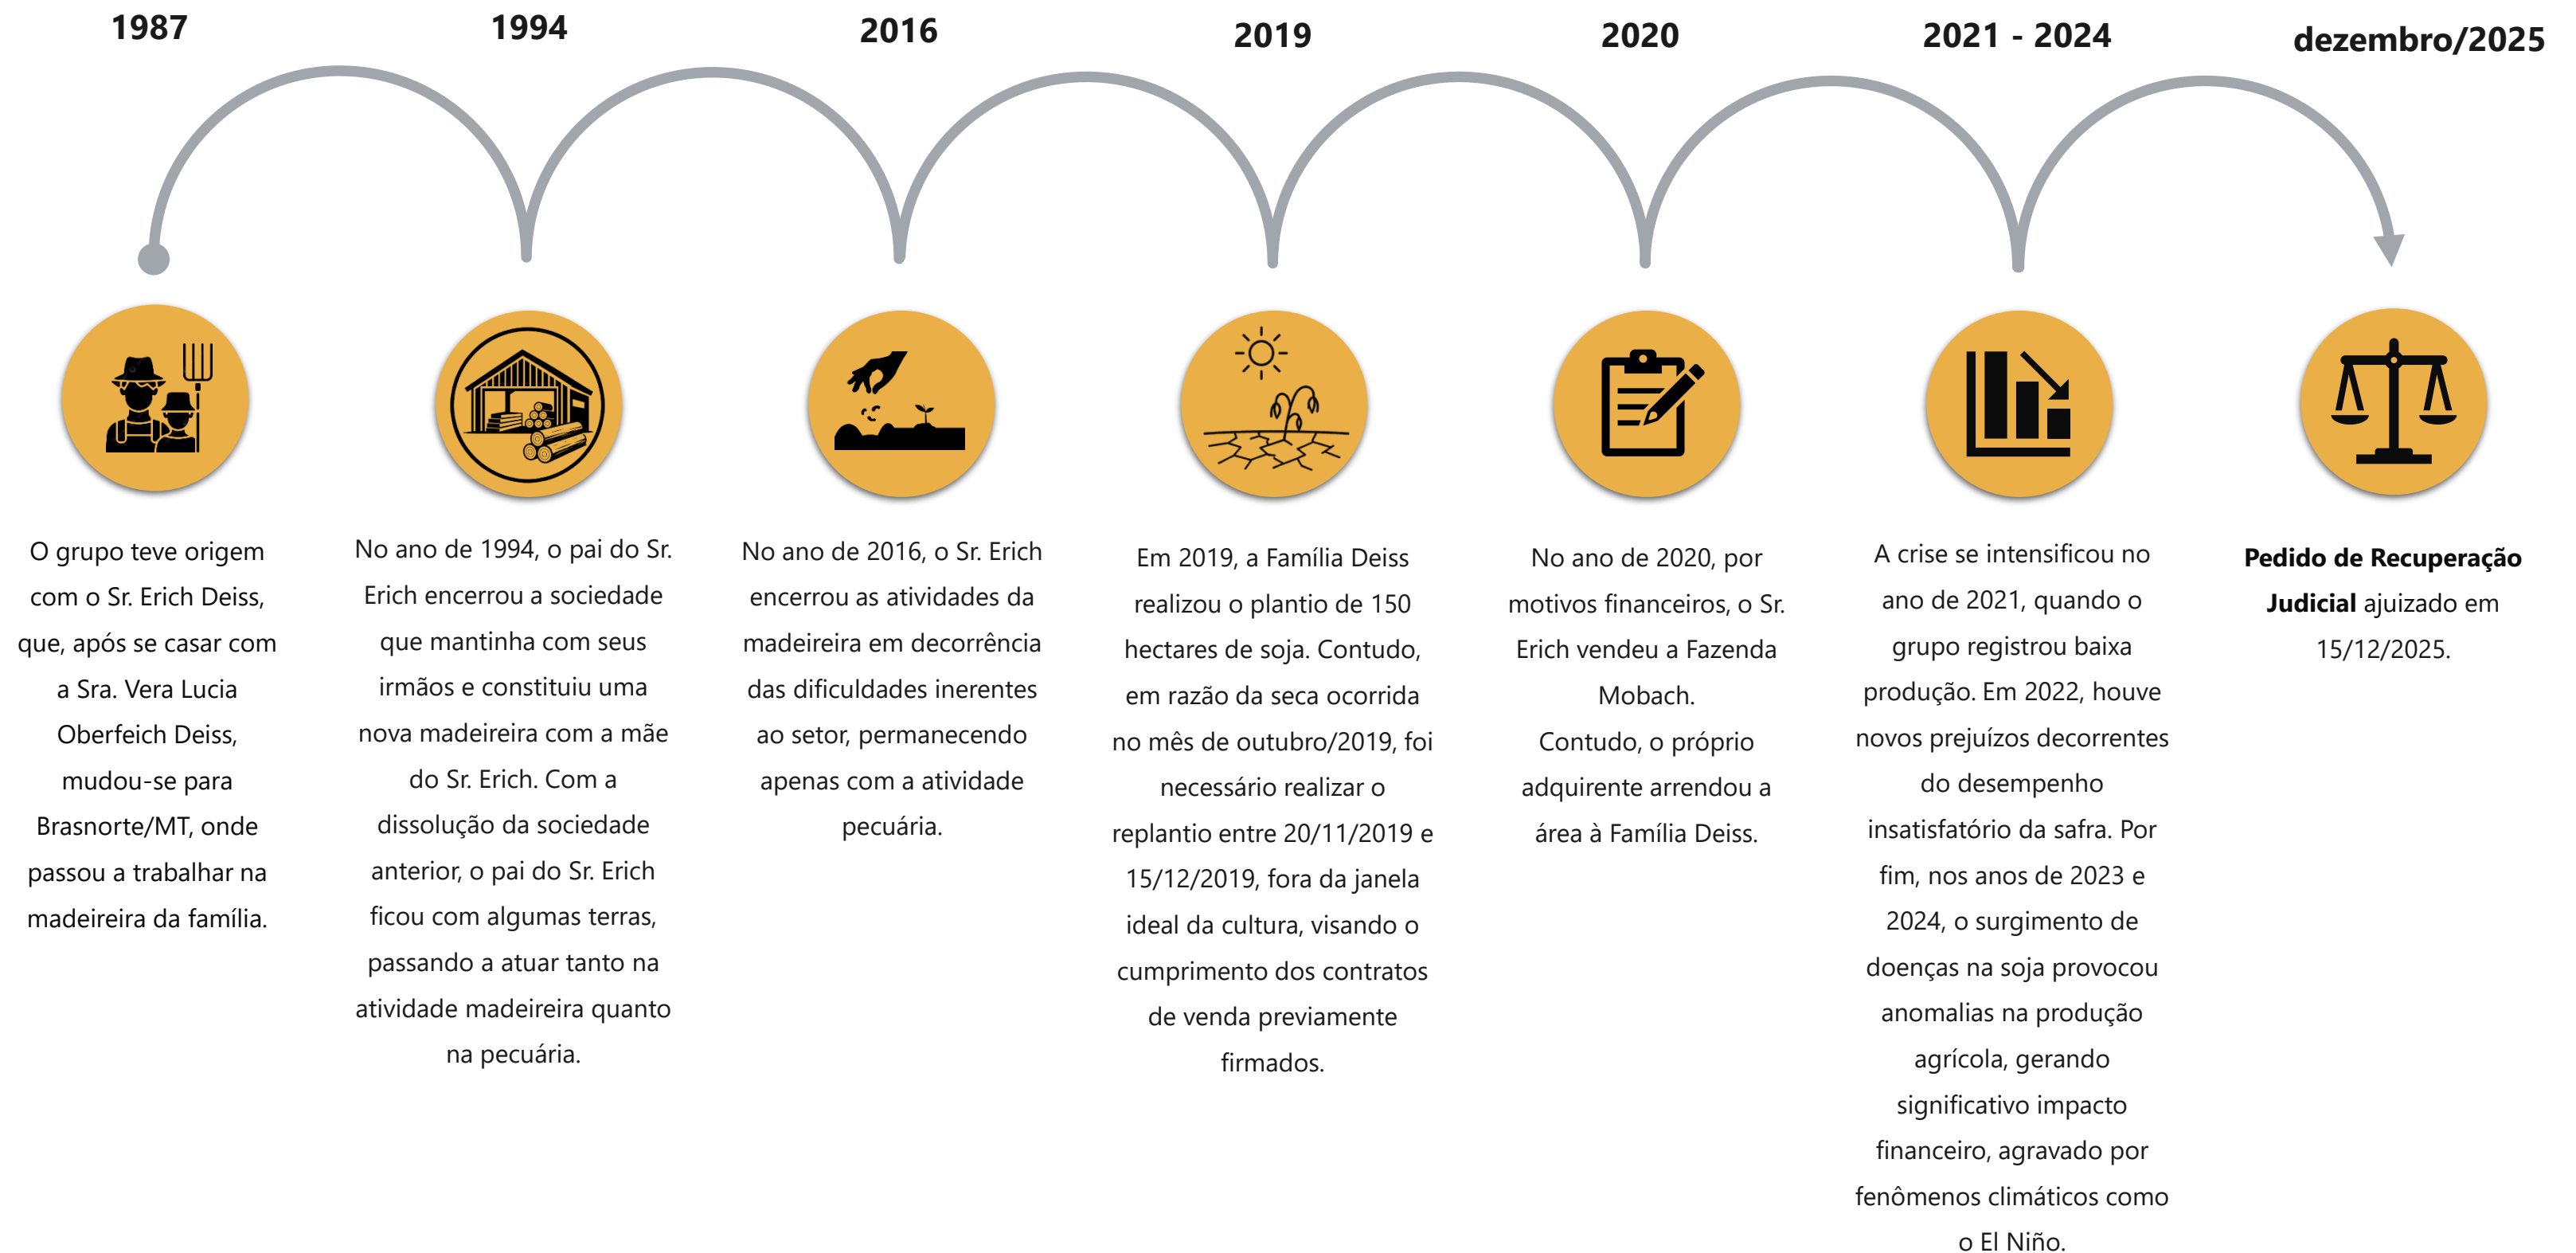 1987
O grupo teve origem
com o Sr. Erich Deiss,
que, após se casar com
a Sra. Vera Lucia
Oberfeich Deiss,
mudou-se para
Brasnorte/MT, onde
passou a trabalhar na
madeireira da família.
1994
No ano de 1994, o pai do Sr.
Erich encerrou a sociedade
que mantinha com seus
irmãos e constituiu uma
nova madeireira com a mãe
do Sr. Erich. Com a
dissolução da sociedade
anterior, o pai do Sr. Erich
ficou com algumas terras,
passando a atuar tanto na
atividade madeireira quanto
na pecuária.
2016
No ano de 2016, o Sr. Erich
encerrou as atividades da
madeireira em decorrência
das dificuldades inerentes
ao setor, permanecendo
apenas com a atividade
pecuária.
2019
Em 2019, a Família Deiss
realizou o plantio de 150
hectares de soja. Contudo,
em razão da seca ocorrida
no mês de outubro/2019, foi
necessário realizar o
replantio entre 20/11/2019 e
15/12/2019, fora da janela
ideal da cultura, visando o
cumprimento dos contratos
de venda previamente
firmados.
2020
No ano de 2020, por
motivos financeiros, o Sr.
Erich vendeu a Fazenda
Mobach.
Contudo, o próprio
adquirente arrendou a
área à Família Deiss.
2021 - 2024
A crise se intensificou no
ano de 2021, quando o
grupo registrou baixa
produção. Em 2022, houve
novos prejuízos decorrentes
do desempenho
insatisfatório da safra. Por
fim, nos anos de 2023 e
2024, o surgimento de
doenças na soja provocou
anomalias na produção
agrícola, gerando
significativo impacto
financeiro, agravado por
fenômenos climáticos como
o El Niño.
dezembro/2025
Pedido de Recuperação
Judicial ajuizado em
15/12/2025.